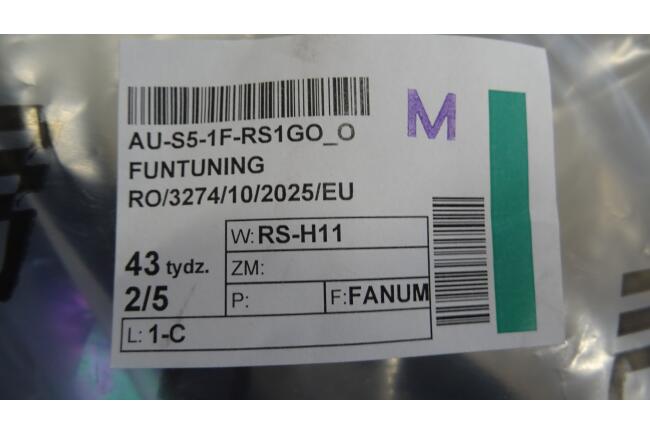 M
AU-S5-1F-RS1GO_O
FUNTUNING
RO/3274/10/2025/EU
43 tydz.
2/5
W: RS-H11
ZM:
P:
F: FANUM
L: 1-C